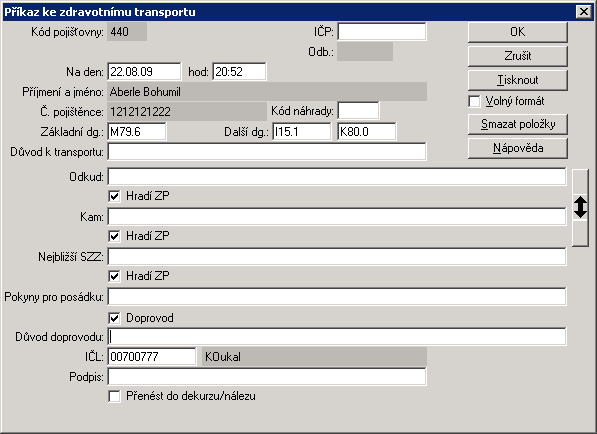 Příkaz ke zdravotnímu transportu
Kód pojišťovny: 440 IČP: OK
Odb.: Zrušit
Na den: 22.08.09 hod: 20:52 Tisknout
Příjmení a jméno: Aberle Bohumil Volný formát
Č. pojištěnce: 1212121222 Kód náhrady:
Základní dg.: M79.6 Další dg.: I15.1 K80.0 Smazat položky
Důvod k transportu: Nápověda
Odkud:
Hradí ZP
Kam:
Hradí ZP
Nejbližší SZZ:
Hradí ZP
Pokyny pro posádku:
Doprovod
Důvod doprovodu:
IČL: 00700777 KOukal
Podpis:
Přenést do dekurzu/nálezu